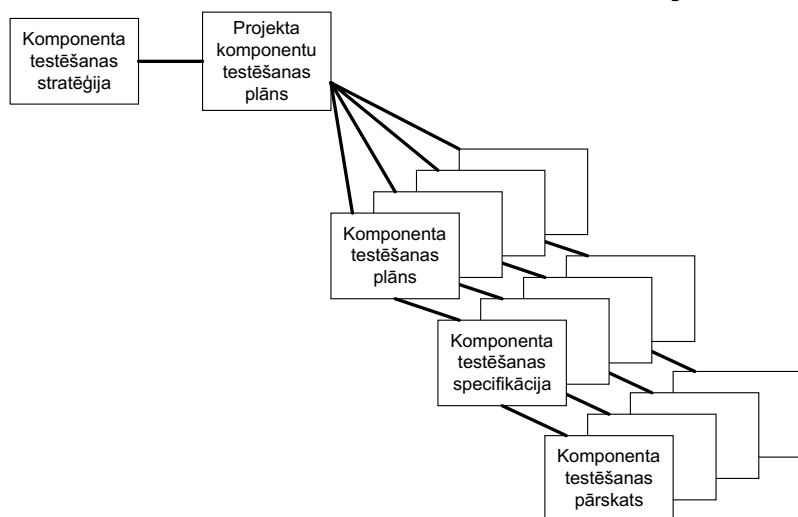 Komponenta
testēšanas
stratēģija
Projekta
komponentu
testēšanas
plāns
Komponenta
testēšanas
plāns
Komponenta
testēšanas
specifikācija
Komponenta
testēšanas
pārskats